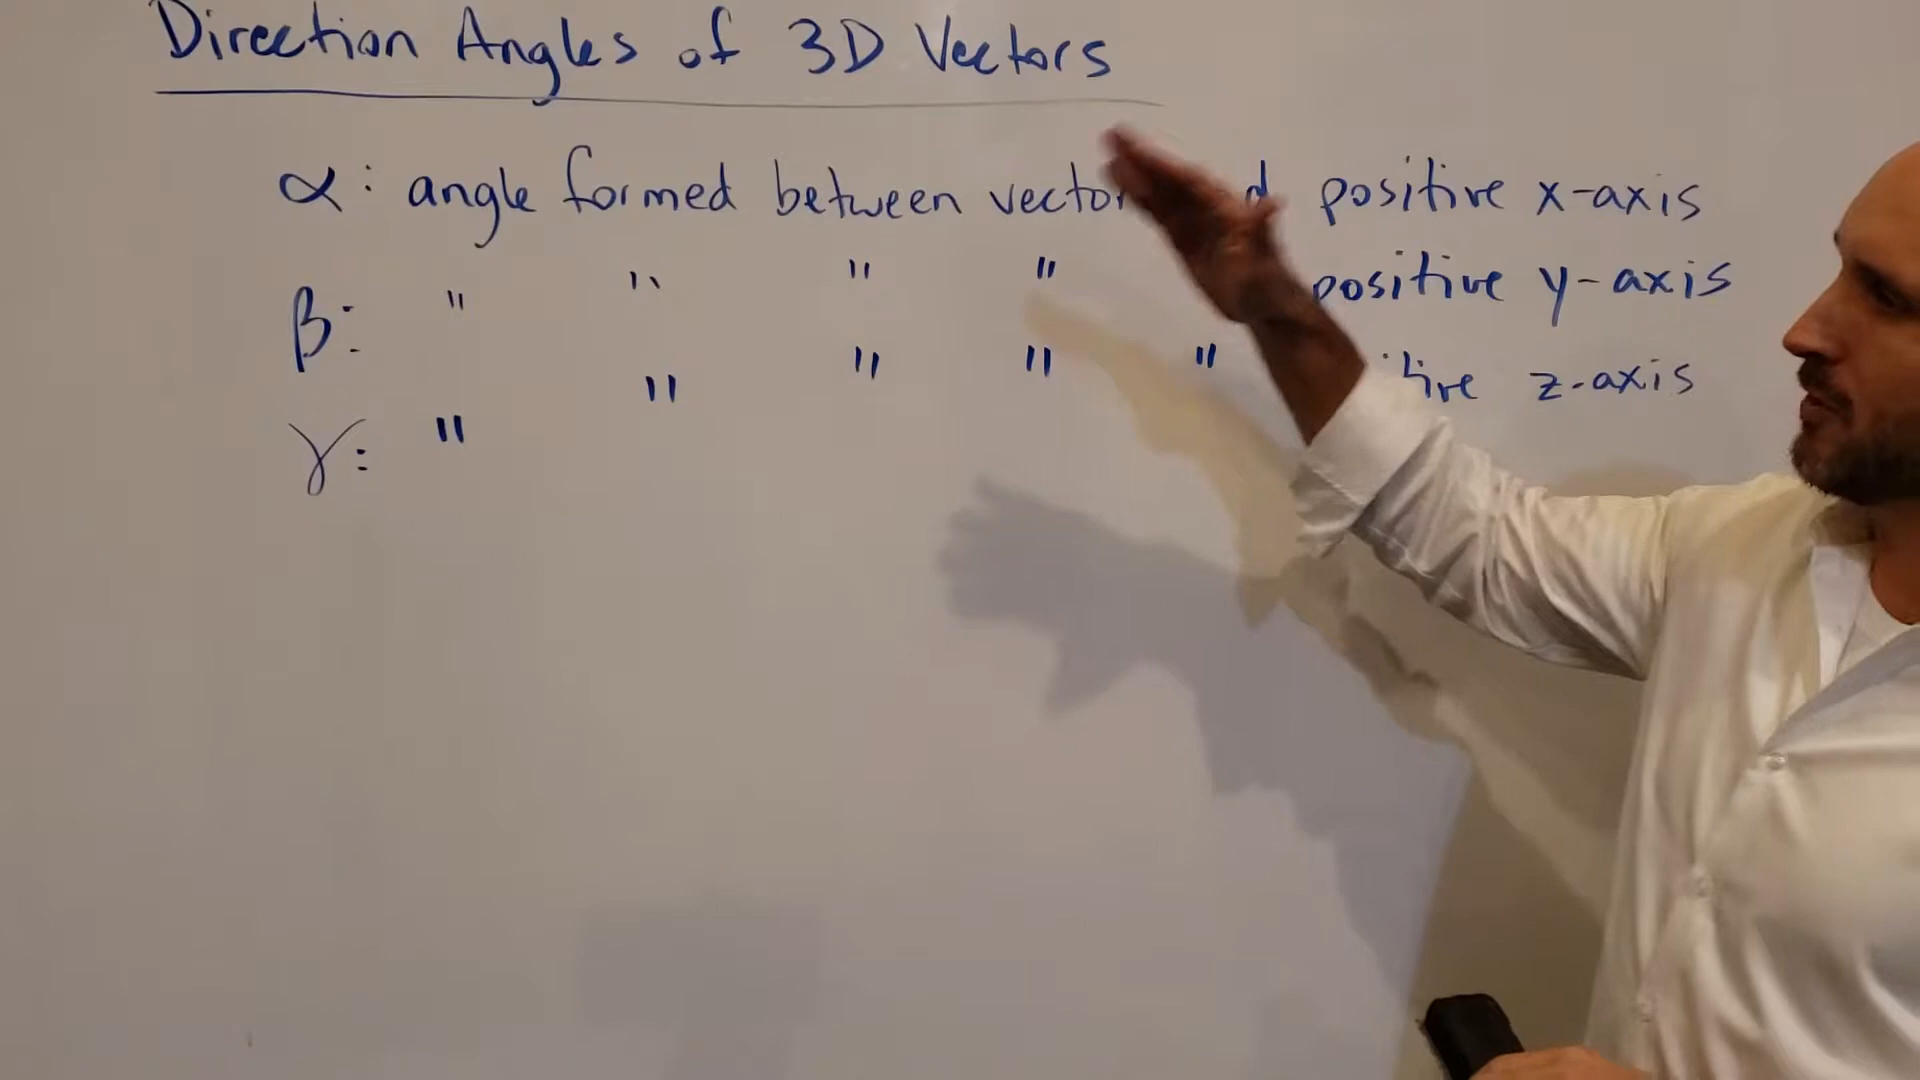 Direction Angles of 3D Vectors
α: angle formed between vector positive x-axis
β: " " " " positive y-axis
γ: " " " " " z-axis